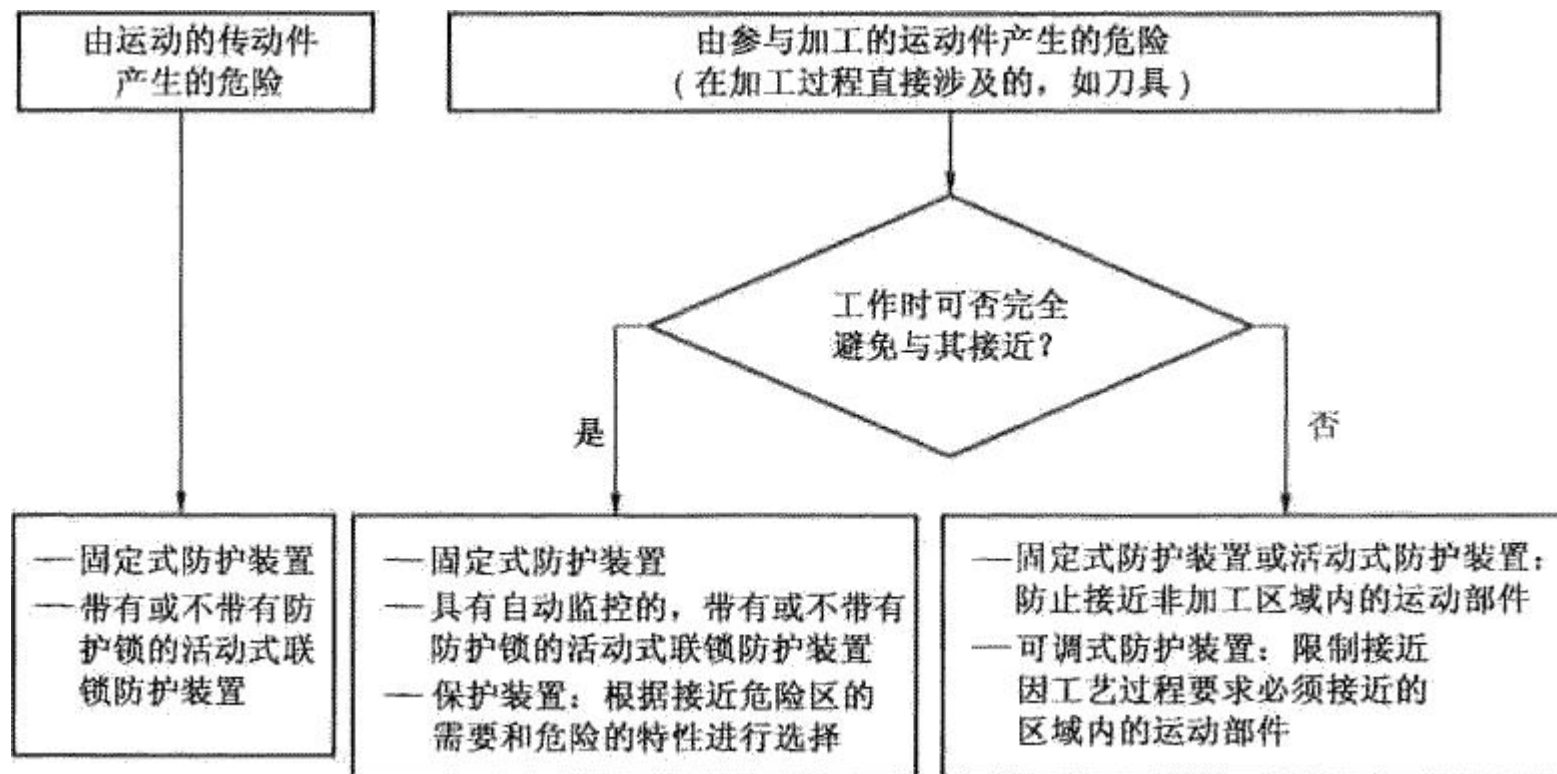 由运动的传动件
产生的危险
由参与加工的运动件产生的危险
(在加工过程直接涉及的，如刀具)
工作时可否完全
避免与其接近？
是
否
——固定式防护装置
——带有或不带有防
护锁的活动式联
锁防护装置
——固定式防护装置
——具有自动监控的，带有或不带有
防护锁的活动式联锁防护装置
——保护装置：根据接近危险区的
需要和危险的特性进行选择
——固定式防护装置或活动式防护装置：
防止接近非加工区域内的运动部件
——可调式防护装置：限制接近
因工艺过程要求必须接近的
区域内的运动部件